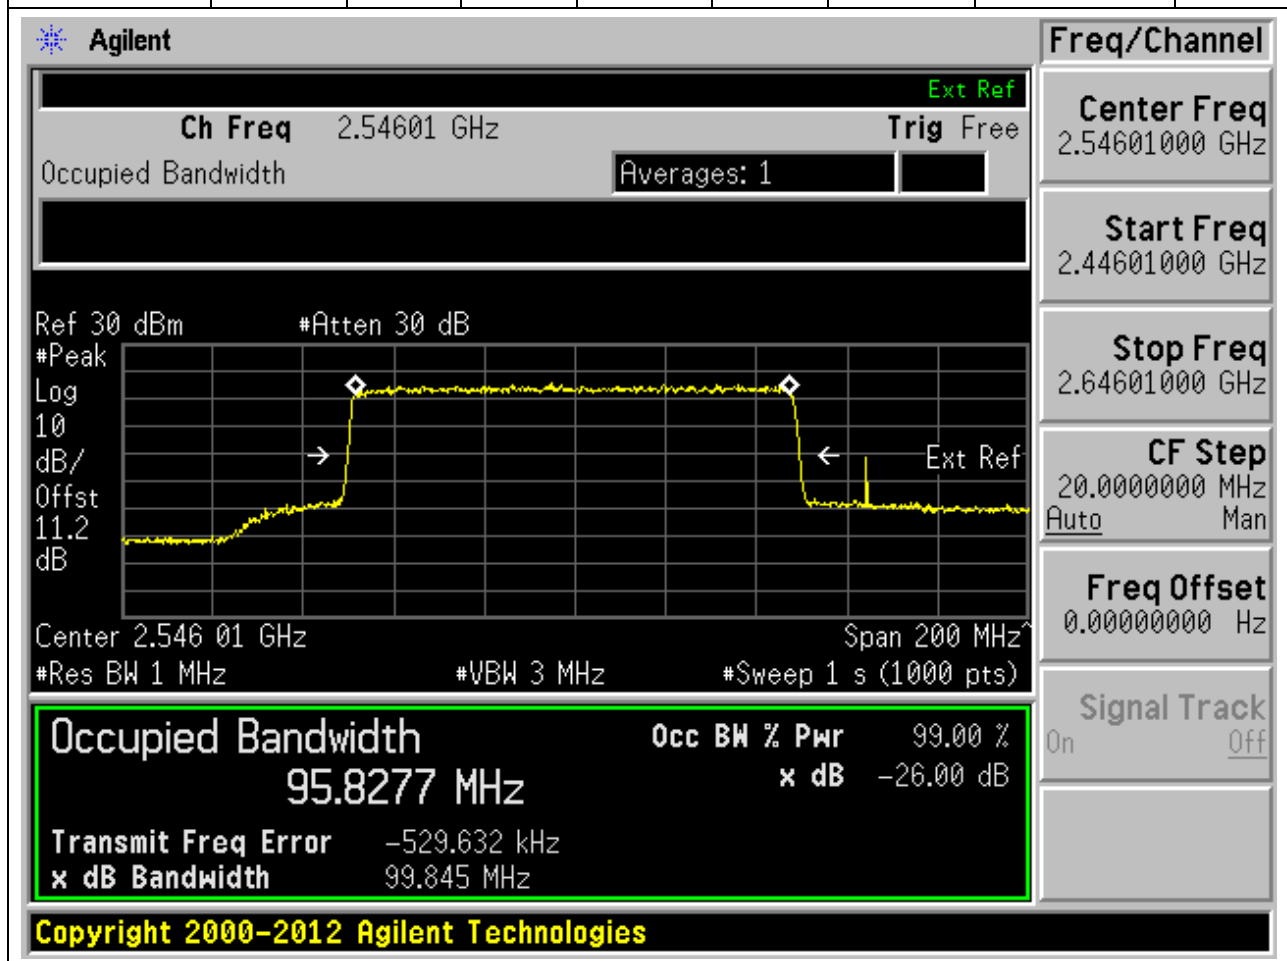 Agilent
Freq/Channel
Ext Ref
Ch Freq 2.54601 GHz Trig Free
Occupied Bandwidth Averages: 1
Center Freq
2.54601000 GHz
Start Freq
2.44601000 GHz
Ref 30 dBm #Atten 30 dB
#Peak
Log
10
dB/
Offst
11.2
dB
Ext Ref
Stop Freq
2.64601000 GHz
CF Step
20.0000000 MHz
Auto Man
Freq Offset
0.00000000 Hz
Center 2.546 01 GHz Span 200 MHz^
#Res BW 1 MHz #VBW 3 MHz #Sweep 1 s (1000 pts)
Signal Track
On Off
Occupied Bandwidth Occ BW % Pwr 99.00 %
95.8277 MHz x dB -26.00 dB
Transmit Freq Error -529.632 kHz
x dB Bandwidth 99.845 MHz
Copyright 2000-2012 Agilent Technologies